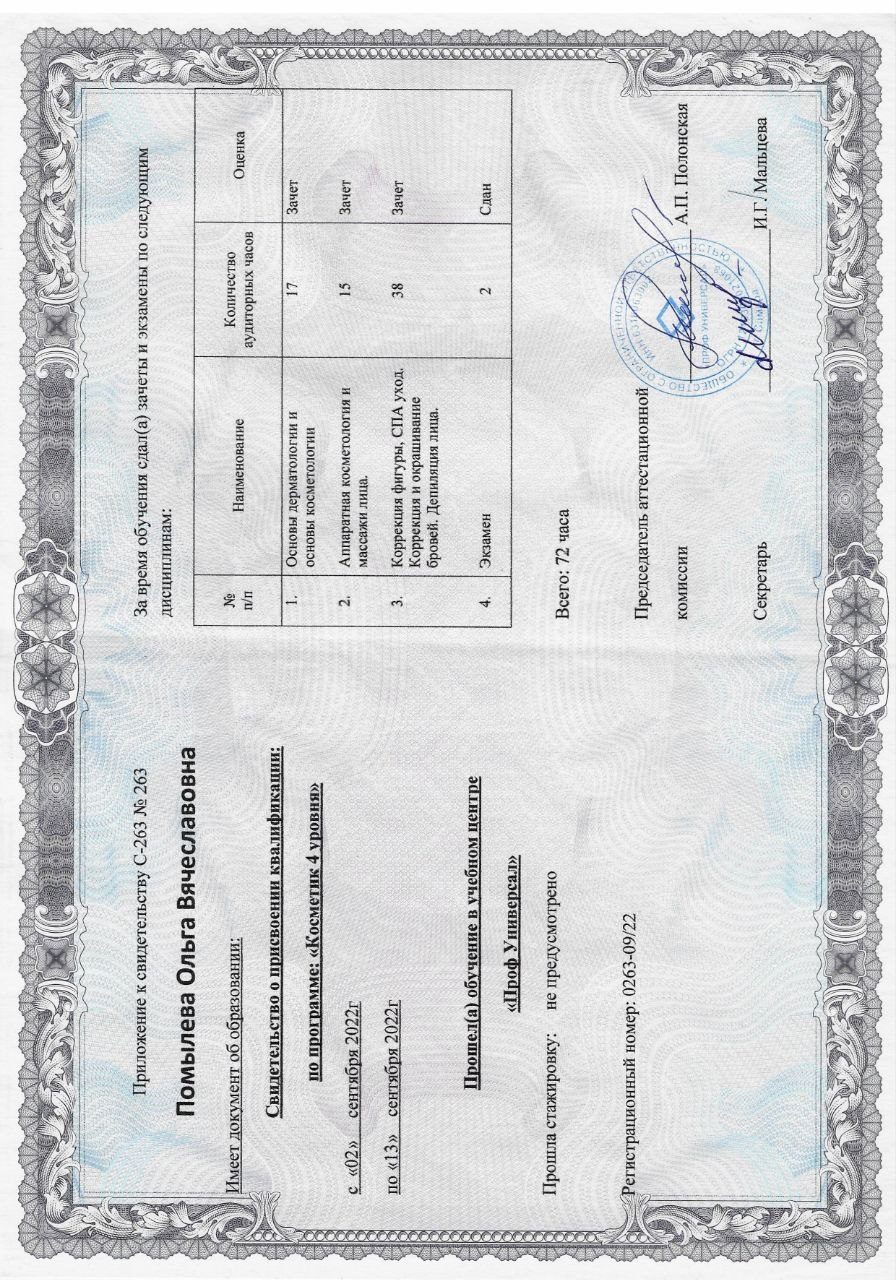 Приложение к свидетельству С-263 № 263
Помылева Ольга Вячеславовна
Имеет документ об образовании:
Свидетельство о присвоении квалификации:
по программе: «Косметик 4 уровня»
с «02» сентября 2022г
по «13» сентября 2022г
Прошел(а) обучение в учебном центре
«Проф Универсал»
Прошла стажировку: не предусмотрено
Регистрационный номер: 0263-09/22
За время обучения сдал(а) зачеты и экзамены по следующим
дисциплинам:
№ п/п Наименование Количество аудиторных часов Оценка
1. Основы дерматологии и 17 Зачет
основы косметологии
2. Аппаратная косметология и 15 Зачет
массажи лица.
3. Коррекция фигуры, СПА уход. 38 Зачет
Коррекция и окрашивание
бровей. Депиляция лица.
4. Экзамен 2 Сдан
Всего: 72 часа
Председатель аттестационной
комиссии А.П. Полонская
Секретарь И.Г. Мальцева
ОБЩЕСТВО С ОГРАНИЧЕННОЙ ОТВЕТСТВЕННОСТЬЮ
ПРОФ УНИВЕРСАЛ